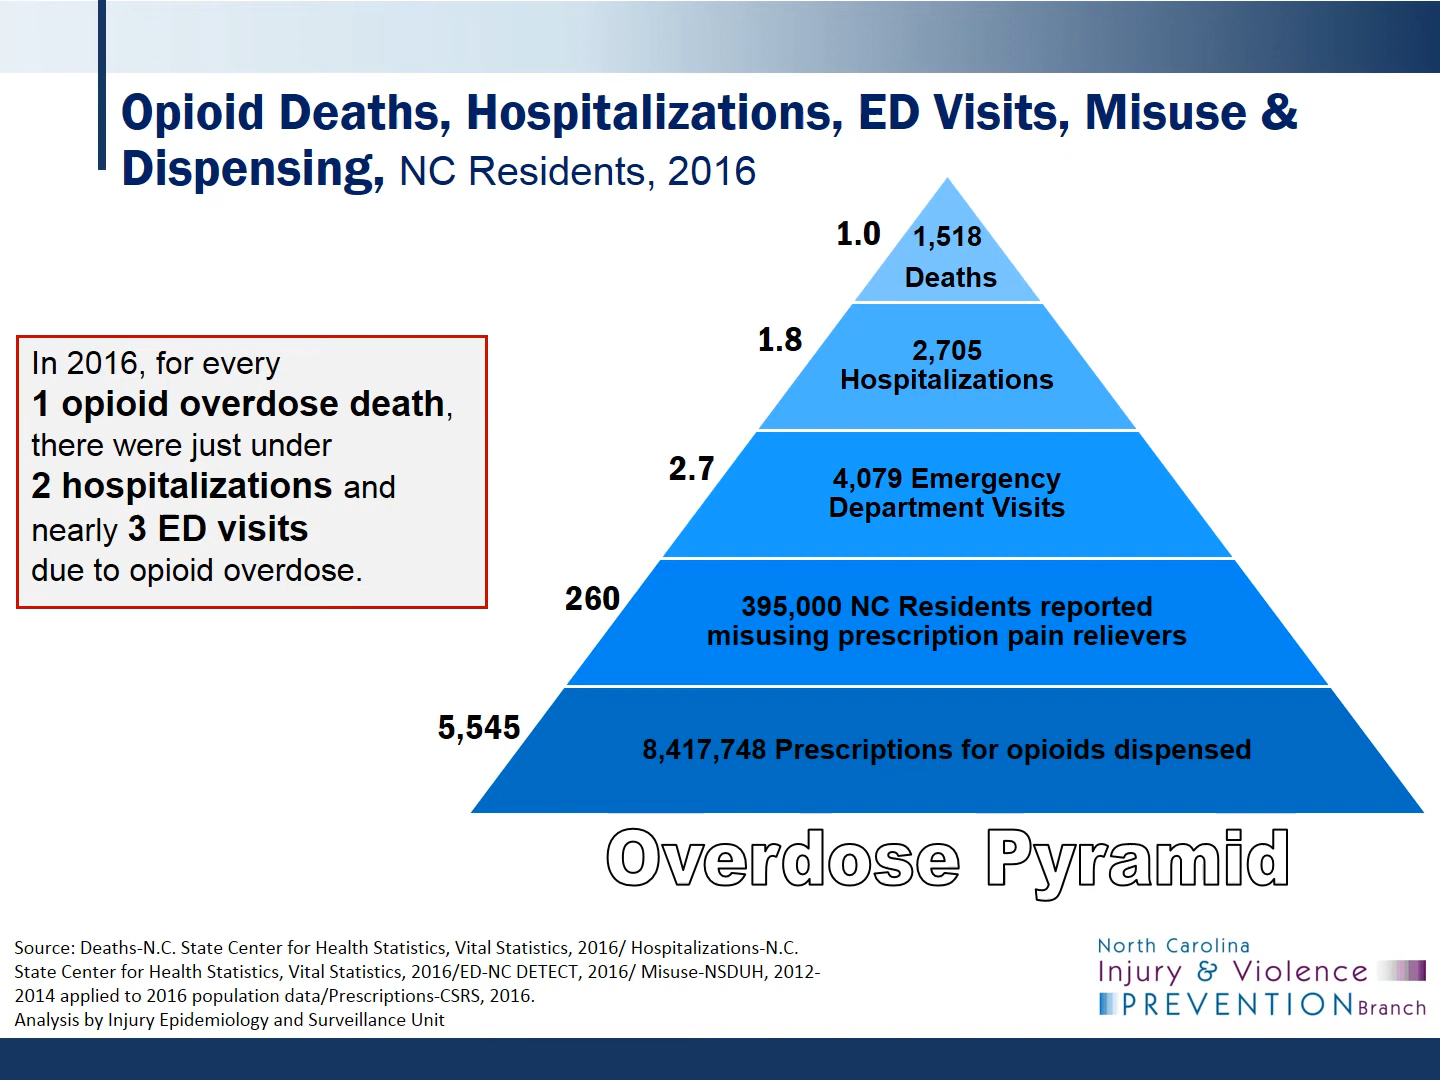 Opioid Deaths, Hospitalizations, ED Visits, Misuse &
Dispensing, NC Residents, 2016
1.0
1,518
Deaths
1.8
2,705
Hospitalizations
2.7
4,079 Emergency
Department Visits
260
395,000 NC Residents reported
misusing prescription pain relievers
5,545
8,417,748 Prescriptions for opioids dispensed
Overdose Pyramid
In 2016, for every
1 opioid overdose death,
there were just under
2 hospitalizations and
nearly 3 ED visits
due to opioid overdose.
Source: Deaths-N.C. State Center for Health Statistics, Vital Statistics, 2016/ Hospitalizations-N.C.
State Center for Health Statistics, Vital Statistics, 2016/ED-NC DETECT, 2016/ Misuse-NSDUH, 2012-
2014 applied to 2016 population data/Prescriptions-CSRS, 2016.
Analysis by Injury Epidemiology and Surveillance Unit
North Carolina
Injury & Violence
PREVENTION Branch